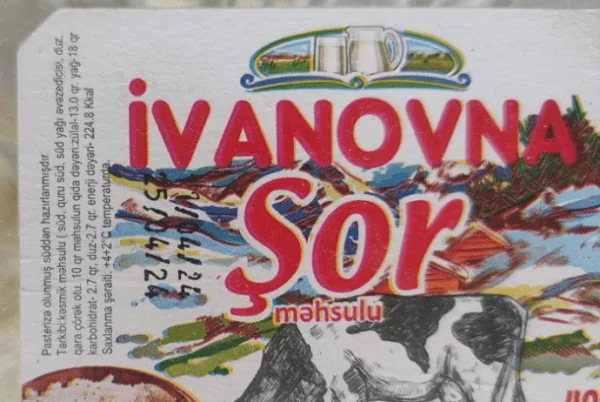 İVANOVNA
Şor
məhsulu
Pasterizə olunmuş süddən hazırlanmışdır.
Tərkibi:kəsmik məhsulu ( süd, quru süd, süd yağı əvəzedicisi, duz,
qara çörək otu. 10 qr məhsulun qida dəyəri:zülal-13.0 qr. yağ-18 qr
karbohidrat- 2.7 qr, duz-2.7 qr. enerji dəyəri- 224.8 Kkal
Saxlanma şəraiti: +4+2°C temperaturda.
/04/24
25/04/24